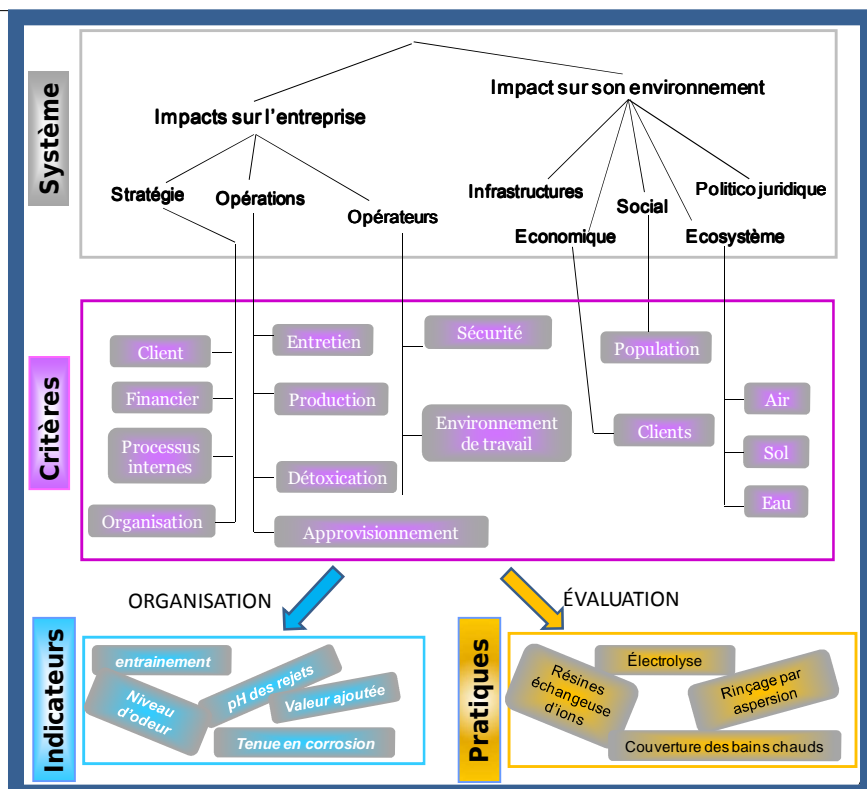 Système
Impact sur son environnement
Impacts sur l'entreprise
Stratégie
Opérations
Opérateurs
Infrastructures
Social
Politico juridique
Economique
Ecosystème
Critères
Client
Financier
Processus
internes
Organisation
Entretien
Production
Détoxication
Approvisionnement
Sécurité
Environnement
de travail
Population
Clients
Air
Sol
Eau
ORGANISATION
ÉVALUATION
Indicateurs
entrainement
Niveau
d'odeur
pH des rejets
Valeur ajoutée
Tenue en corrosion
Pratiques
Électrolyse
Résines
échangeuse
d'ions
Rinçage par
aspersion
Couverture des bains chauds